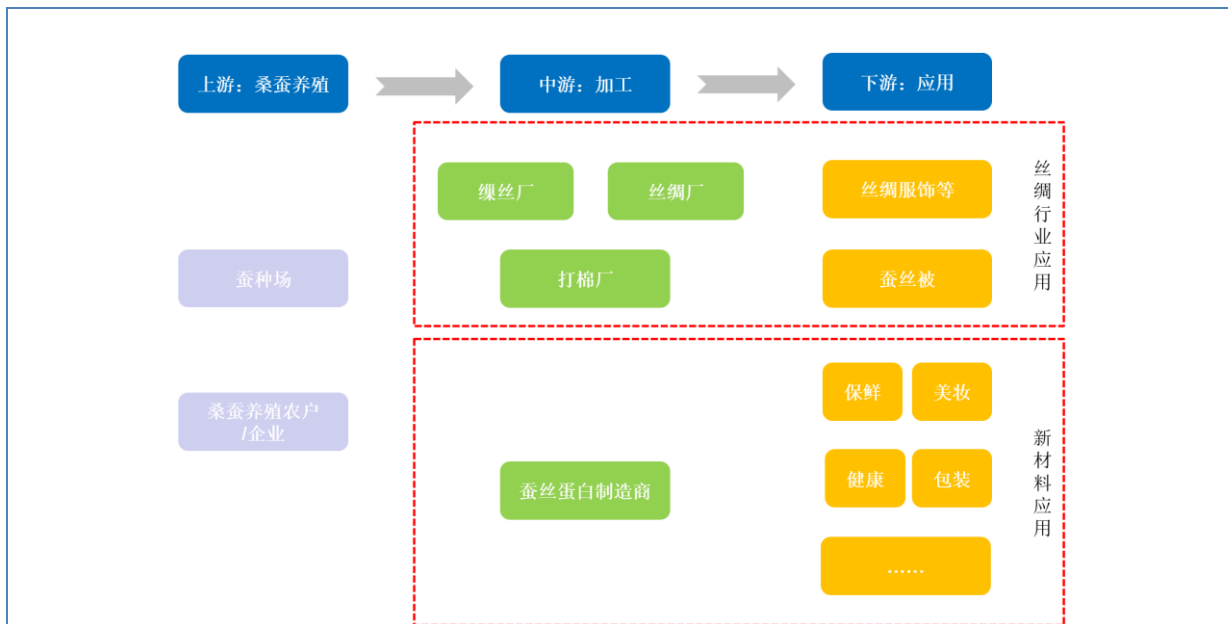 上游：桑蚕养殖
中游：加工
下游：应用
缫丝厂
丝绸厂
丝绸服饰等
蚕种场
打棉厂
蚕丝被
丝绸行业应用
桑蚕养殖农户
/企业
蚕丝蛋白制造商
保鲜
美妆
健康
包装
……
新材料应用